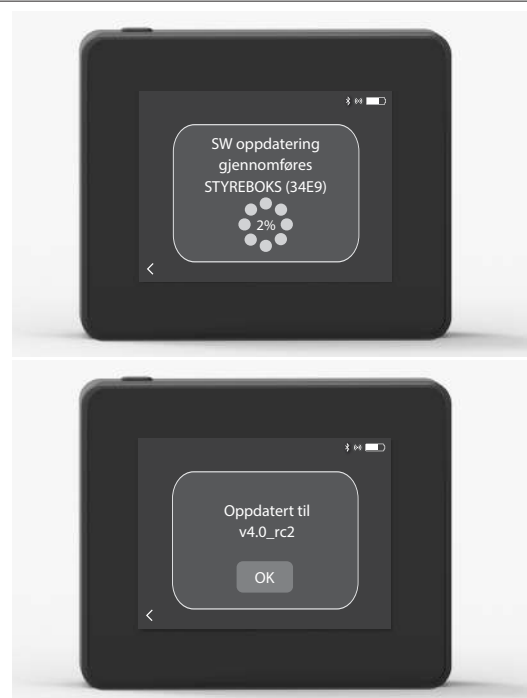 SW oppdatering
gjennomføres
STYREBOKS (34E9)
2%
Oppdatert til
v4.0_rc2
OK